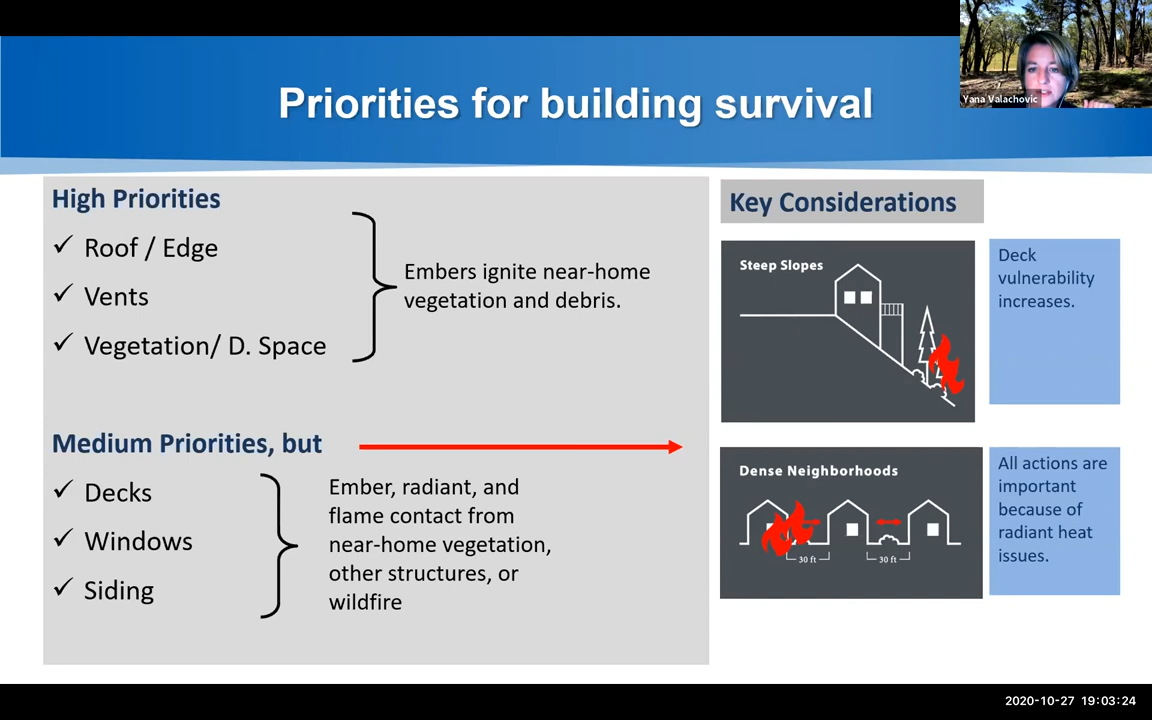 Yana Valachovic
Priorities for building survival
High Priorities
✓ Roof / Edge
✓ Vents
✓ Vegetation/ D. Space
Embers ignite near-home
vegetation and debris.
Medium Priorities, but
✓ Decks
✓ Windows
✓ Siding
Ember, radiant, and
flame contact from
near-home vegetation,
other structures, or
wildfire
Key Considerations
Steep Slopes
Deck
vulnerability
increases.
Dense Neighborhoods
30 ft
30 ft
All actions are
important
because of
radiant heat
issues.
2020-10-27 19:03:24